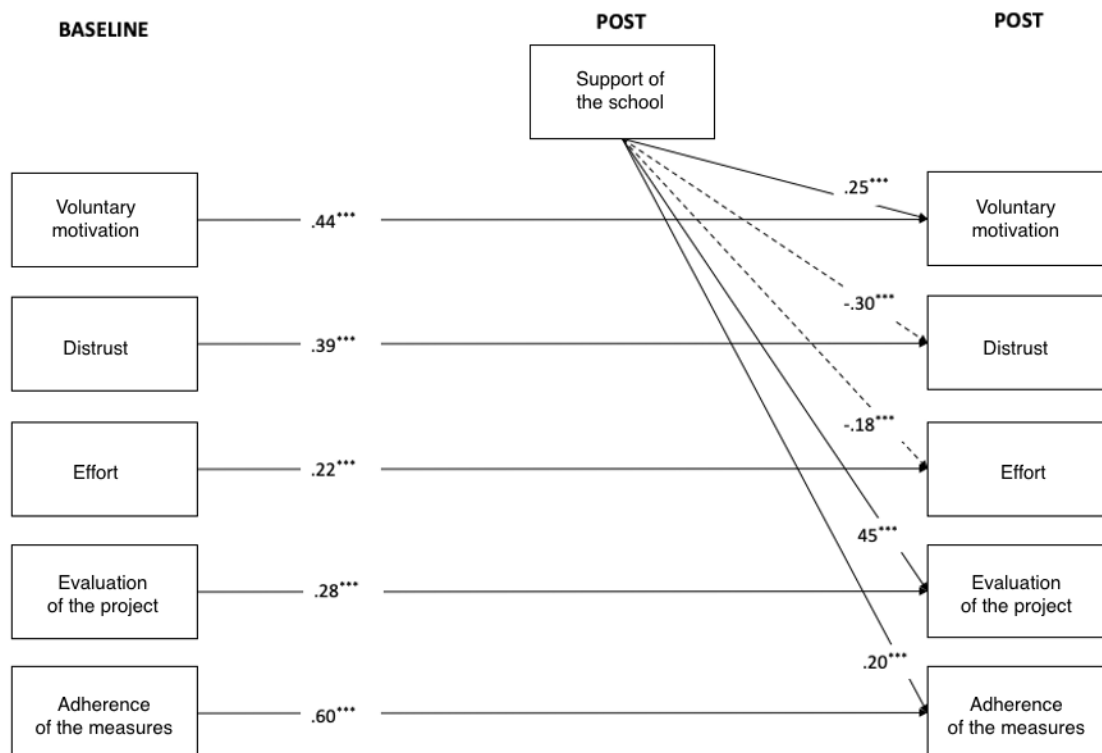 BASELINE
POST
POST
Support of
the school
Voluntary
motivation
.44***
.25***
Voluntary
motivation
Distrust
.39***
-.30***
Distrust
Effort
.22***
-.18***
Effort
Evaluation
of the project
.28***
45***
Evaluation
of the project
Adherence
of the measures
.60***
.20***
Adherence
of the measures